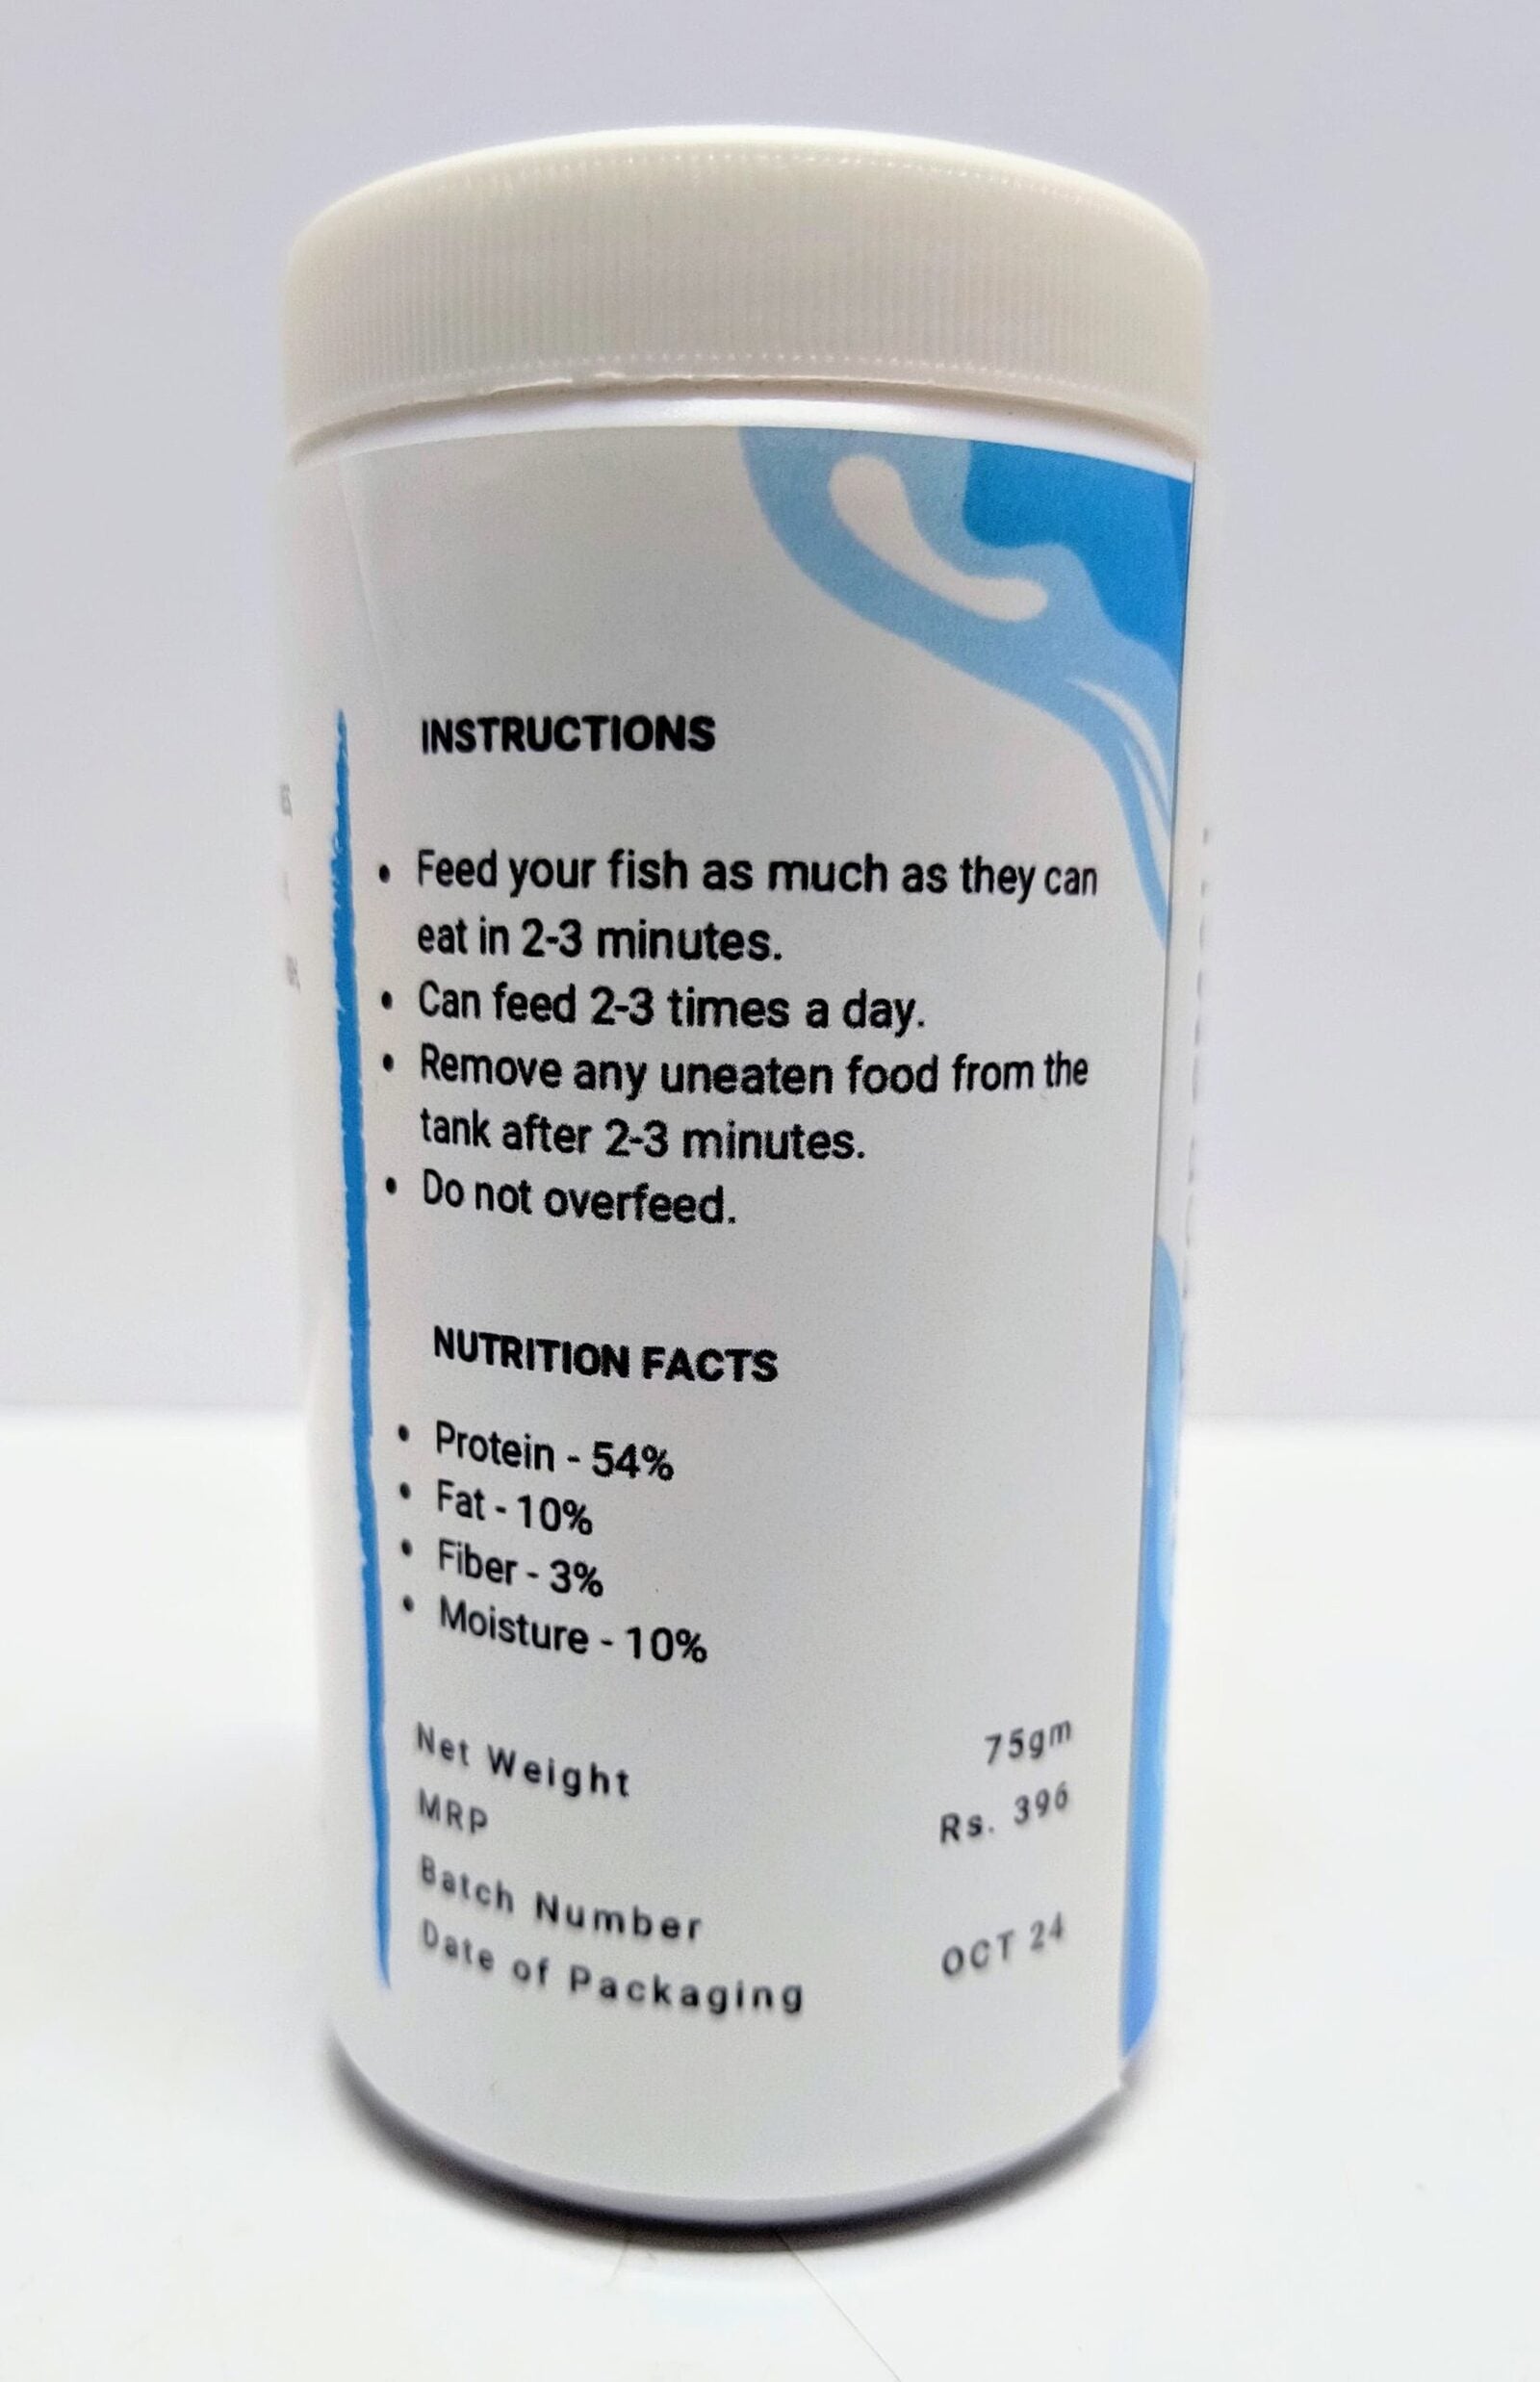 INSTRUCTIONS
• Feed your fish as much as they can
eat in 2-3 minutes.
• Can feed 2-3 times a day.
• Remove any uneaten food from the
tank after 2-3 minutes.
• Do not overfeed.
NUTRITION FACTS
• Protein - 54%
• Fat - 10%
• Fiber - 3%
• Moisture - 10%
Net Weight 75gm
MRP Rs. 396
Batch Number
Date of Packaging OCT 24